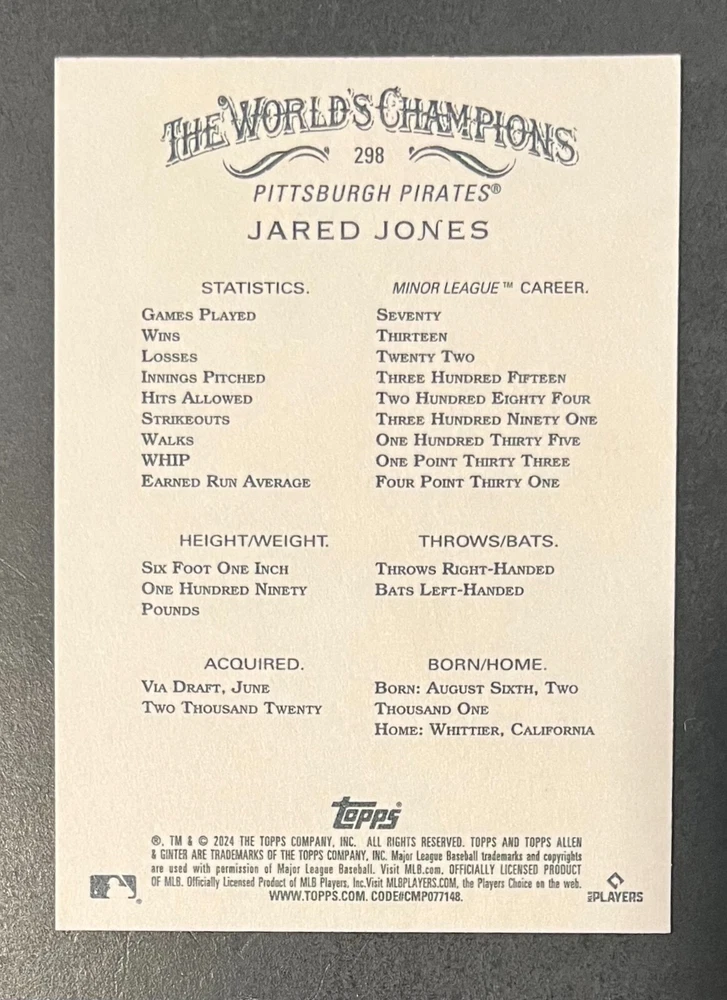 THE WORLD'S CHAMPIONS
298
PITTSBURGH PIRATES®
JARED JONES
STATISTICS. MINOR LEAGUE™ CAREER.
GAMES PLAYED SEVENTY
WINS THIRTEEN
LOSSES TWENTY TWO
INNINGS PITCHED THREE HUNDRED FIFTEEN
HITS ALLOWED TWO HUNDRED EIGHTY FOUR
STRIKEOUTS THREE HUNDRED NINETY ONE
WALKS ONE HUNDRED THIRTY FIVE
WHIP ONE POINT THIRTY THREE
EARNED RUN AVERAGE FOUR POINT THIRTY ONE
HEIGHT/WEIGHT. THROWS/BATS.
SIX FOOT ONE INCH THROWS RIGHT-HANDED
ONE HUNDRED NINETY BATS LEFT-HANDED
POUNDS
ACQUIRED. BORN/HOME.
VIA DRAFT, JUNE BORN: AUGUST SIXTH, TWO
TWO THOUSAND TWENTY THOUSAND ONE
HOME: WHITTIER, CALIFORNIA
Topps®
®, TM & © 2024 THE TOPPS COMPANY, INC. ALL RIGHTS RESERVED. TOPPS AND TOPPS ALLEN
& GINTER ARE TRADEMARKS OF THE TOPPS COMPANY, INC. Major League Baseball trademarks and copyrights
are used with permission of Major League Baseball. Visit MLB.com. OFFICIALLY LICENSED PRODUCT
OF MLB. Officially Licensed Product of MLB Players, Inc.Visit MLBPLAYERS.COM, the Players Choice on the web.
WWW.TOPPS.COM. CODE#CMP077148.
MLB PLAYERS